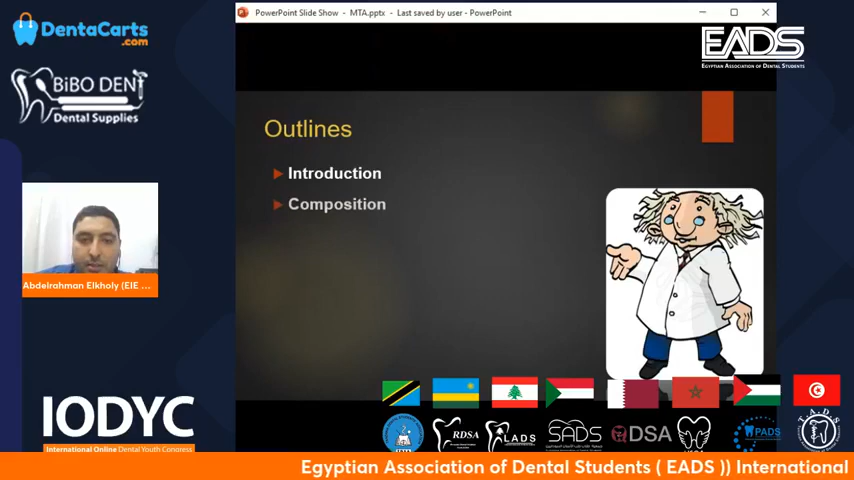 DentaCarts
.com
BiBO DENT
Dental Supplies
PowerPoint Slide Show - MTA.pptx - Last saved by user - PowerPoint
EADS
EGYPTIAN ASSOCIATION OF DENTAL STUDENTS
Outlines
Introduction
Composition
Abdelrahman Elkholy (EIE ...
IODYC
International Online Dental Youth Congress
RDSA
LADS
SADS
QDSA
PADS
T.A.D.S
Egyptian Association of Dental Students ( EADS )) International